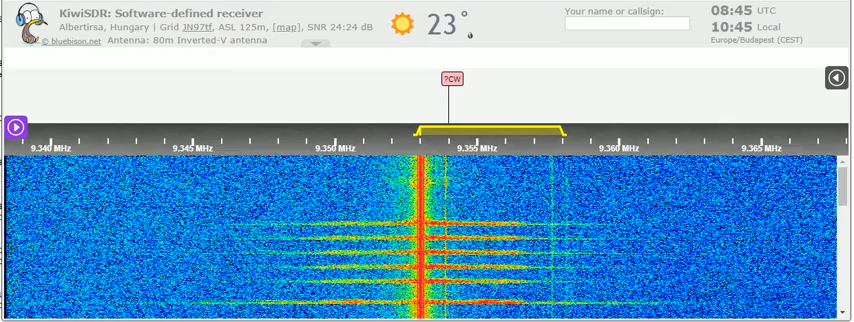 KiwiSDR: Software-defined receiver
Albertirsa, Hungary | Grid JN97tf, ASL 125m, [map], SNR 24:24 dB
© bluebison.net Antenna: 80m Inverted-V antenna
23°
Your name or callsign:
08:45 UTC
10:45 Local
Europe/Budapest (CEST)
?CW
9.340 MHz 9.345 MHz 9.350 MHz 9.355 MHz 9.360 MHz 9.365 MHz